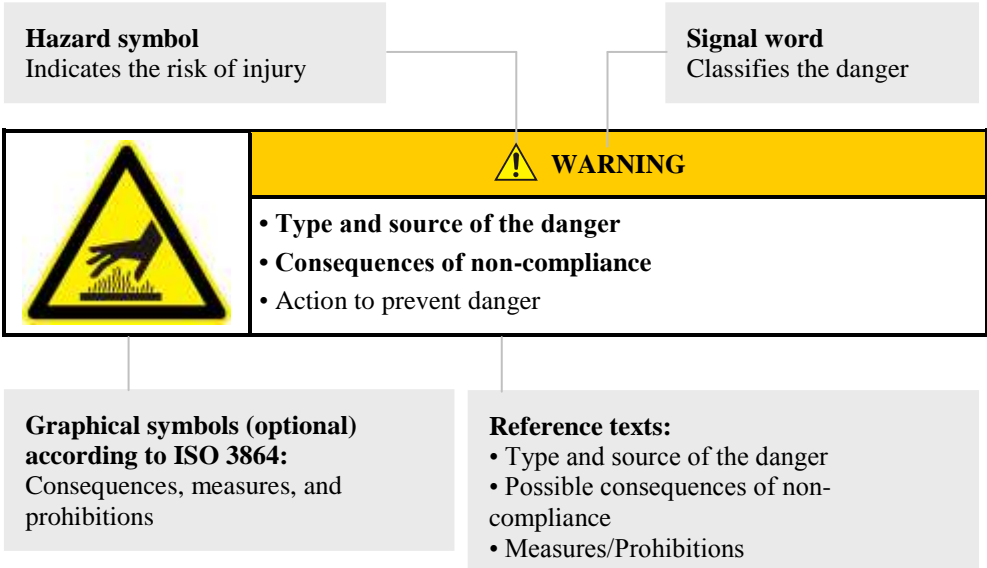 Hazard symbol
Indicates the risk of injury
Signal word
Classifies the danger
WARNING
• Type and source of the danger
• Consequences of non-compliance
• Action to prevent danger
Graphical symbols (optional)
according to ISO 3864:
Consequences, measures, and
prohibitions
Reference texts:
• Type and source of the danger
• Possible consequences of non-
compliance
• Measures/Prohibitions